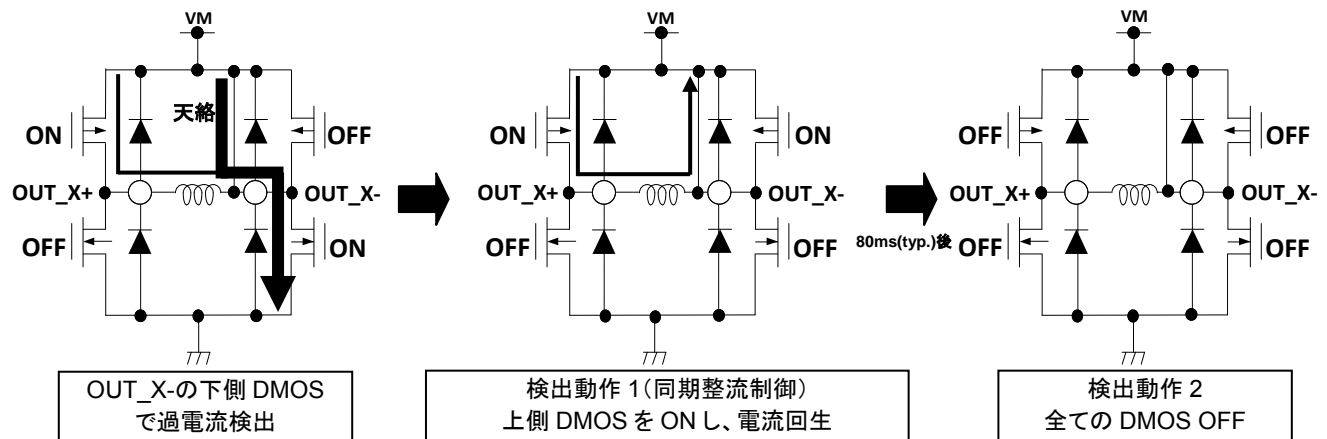 VM
天絡
ON
OFF
OUT_X+
OUT_X-
OFF
ON
OUT_X-の下側 DMOS
で過電流検出
VM
ON
ON
OUT_X+
OUT_X-
OFF
OFF
検出動作 1(同期整流制御)
上側 DMOS を ON し、電流回生
80ms(typ.)後
VM
OFF
OFF
OUT_X+
OUT_X-
OFF
OFF
検出動作 2
全ての DMOS OFF